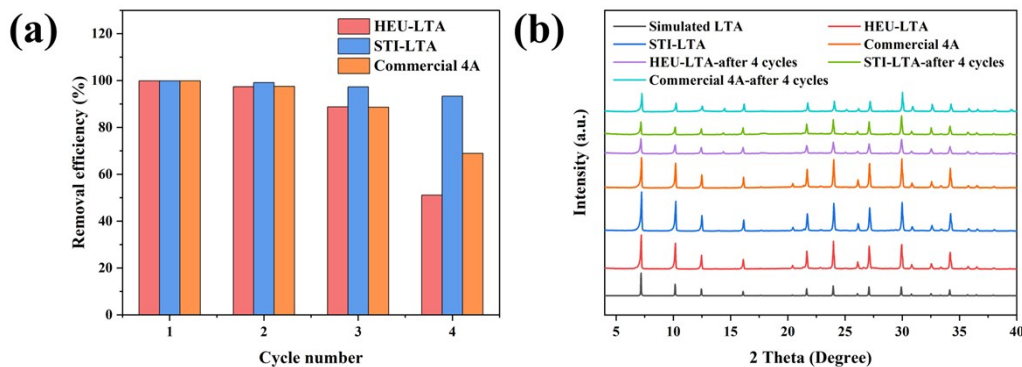 (a)
120
100
80
60
40
20
0
Removal efficiency (%)
HEU-LTA
STI-LTA
Commercial 4A
1 2 3 4
Cycle number
(b)
Simulated LTA HEU-LTA
STI-LTA Commercial 4A
HEU-LTA-after 4 cycles STI-LTA-after 4 cycles
Commercial 4A-after 4 cycles
Intensity (a.u.)
5 10 15 20 25 30 35 40
2 Theta (Degree)